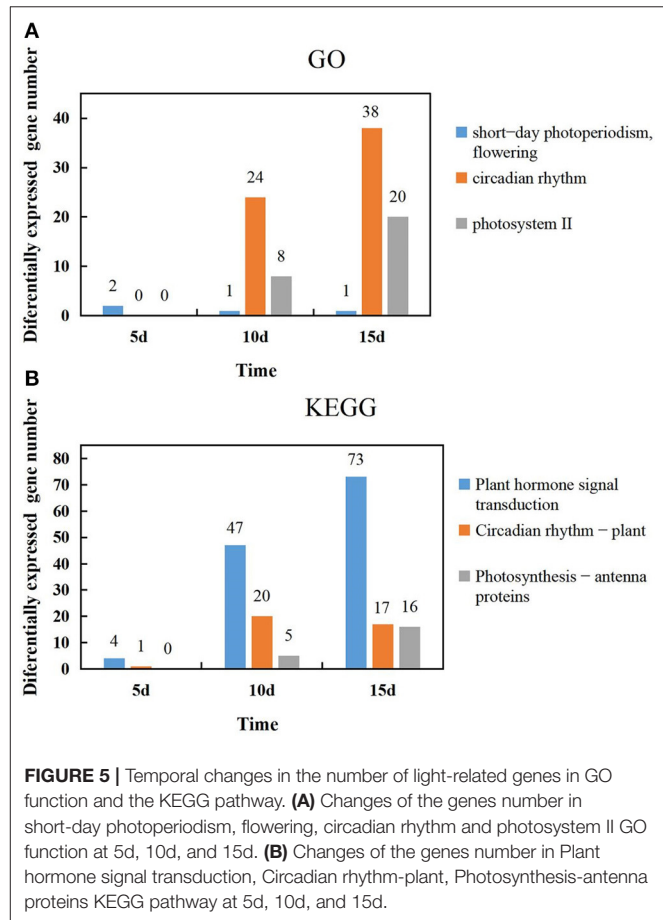 A
GO
Diferentially expressed gene number
40
30
20
10
0
2
0
0
1
24
8
1
38
20
5d
10d
15d
Time
short−day photoperiodism,
flowering
circadian rhythm
photosystem II
B
KEGG
Diferentially expressed gene number
80
70
60
50
40
30
20
10
0
4
1
0
47
20
5
73
17
16
5d
10d
15d
Time
Plant hormone signal
transduction
Circadian rhythm − plant
Photosynthesis − antenna
proteins
FIGURE 5 | Temporal changes in the number of light-related genes in GO
function and the KEGG pathway. (A) Changes of the genes number in
short-day photoperiodism, flowering, circadian rhythm and photosystem II GO
function at 5d, 10d, and 15d. (B) Changes of the genes number in Plant
hormone signal transduction, Circadian rhythm-plant, Photosynthesis-antenna
proteins KEGG pathway at 5d, 10d, and 15d.